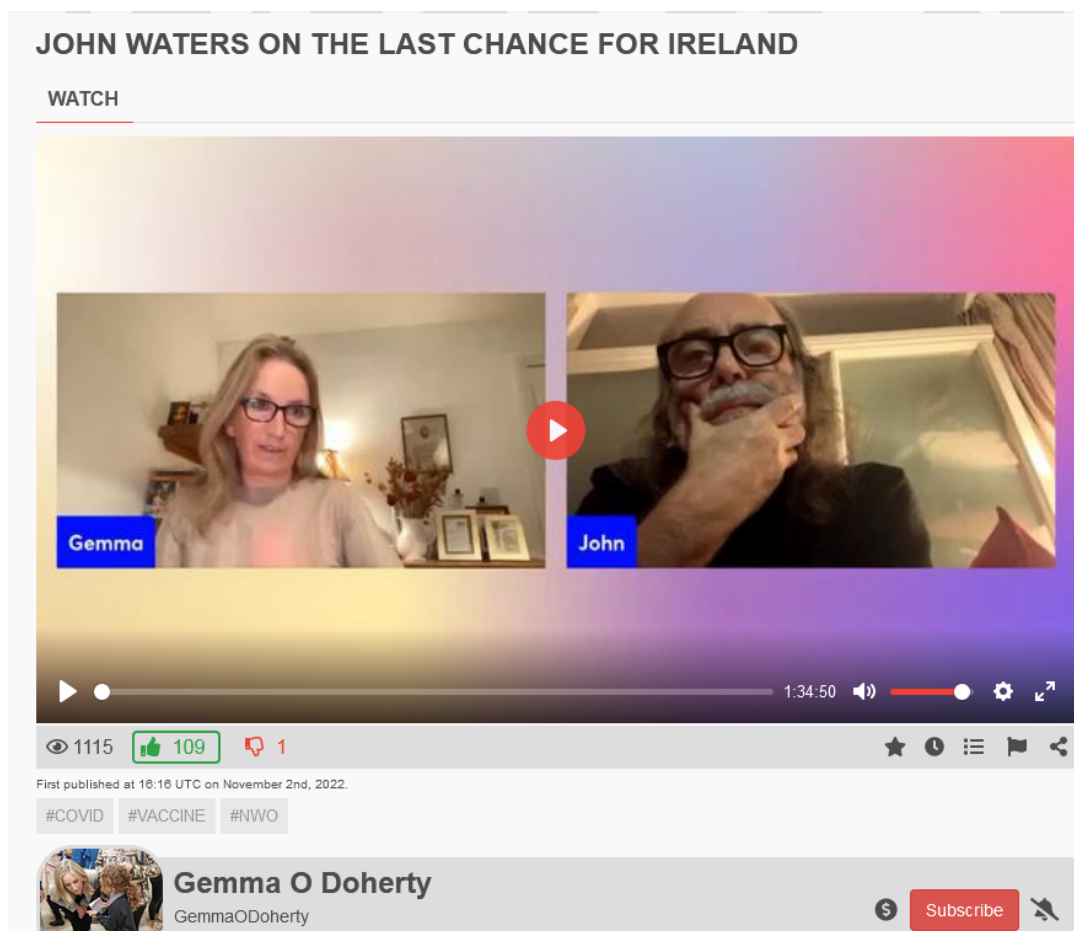 JOHN WATERS ON THE LAST CHANCE FOR IRELAND
WATCH
Gemma
John
1:34:50
1115 109 1
First published at 16:16 UTC on November 2nd, 2022.
#COVID #VACCINE #NWO
Gemma O Doherty
GemmaODoherty
Subscribe